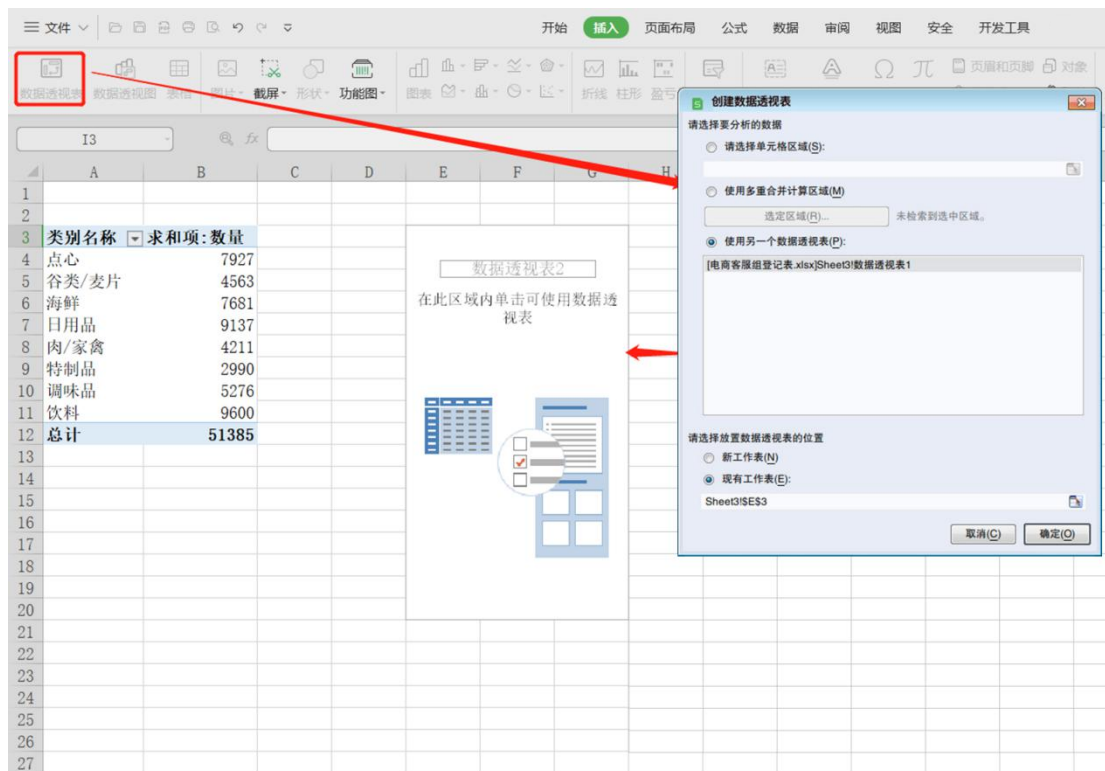 文件 开始 插入 页面布局 公式 数据 审阅 视图 安全 开发工具
数据透视表 数据透视图 表格 图片 截屏 形状 功能图 图表 折线 柱形 盈亏 页眉和页脚 对象
I3 fx
创建数据透视表
请选择要分析的数据
请选择单元格区域(S):
使用多重合并计算区域(M)
选定区域(R)... 未检索到选中区域。
使用另一个数据透视表(P):
[电商客服组登记表.xlsx]Sheet3!数据透视表1
请选择放置数据透视表的位置
新工作表(N)
现有工作表(E):
Sheet3!$E$3
取消(C) 确定(O)
A B C D E F G H
1
2
3 类别名称 求和项:数量
4 点心 7927
5 谷类/麦片 4563
6 海鲜 7681
7 日用品 9137
8 肉/家禽 4211
9 特制品 2990
10 调味品 5276
11 饮料 9600
12 总计 51385
13
14
15
16
17
18
19
20
21
22
23
24
25
26
27
数据透视表2
在此区域内单击可使用数据透
视表